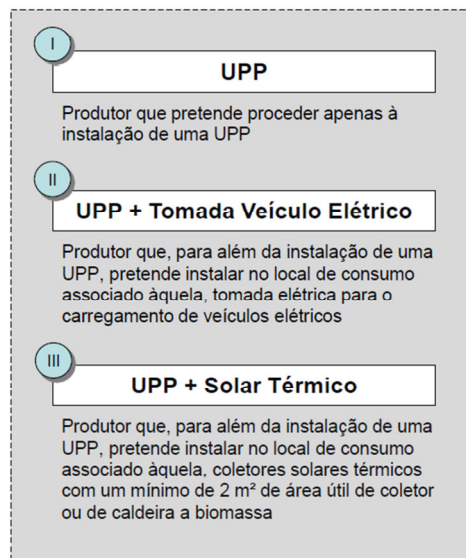 I
UPP
Produtor que pretende proceder apenas à
instalação de uma UPP
II
UPP + Tomada Veículo Elétrico
Produtor que, para além da instalação de uma
UPP, pretende instalar no local de consumo
associado àquela, tomada elétrica para o
carregamento de veículos elétricos
III
UPP + Solar Térmico
Produtor que, para além da instalação de uma
UPP, pretende instalar no local de consumo
associado àquela, coletores solares térmicos
com um mínimo de 2 m² de área útil de coletor
ou de caldeira a biomassa